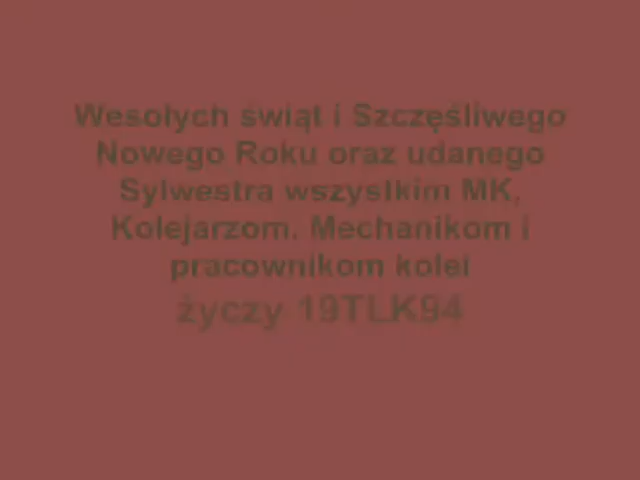 Wesołych świąt i Szczęśliwego
Nowego Roku oraz udanego
Sylwestra wszystkim MK,
Kolejarzom, Mechanikom i
pracownikom kolei
życzy 19TLK94